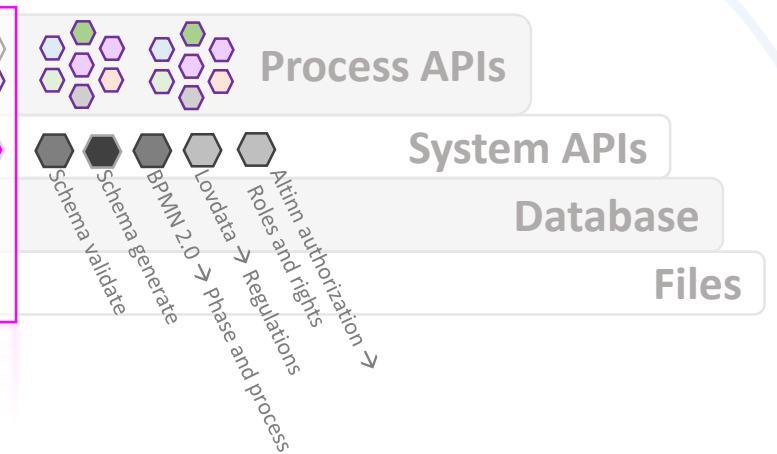 Process APIs
System APIs
Database
Files
Schema validate
Schema generate
BPMN 2.0 → Phase and process
Lovdata → Regulations
Altinn authorization →
Roles and rights